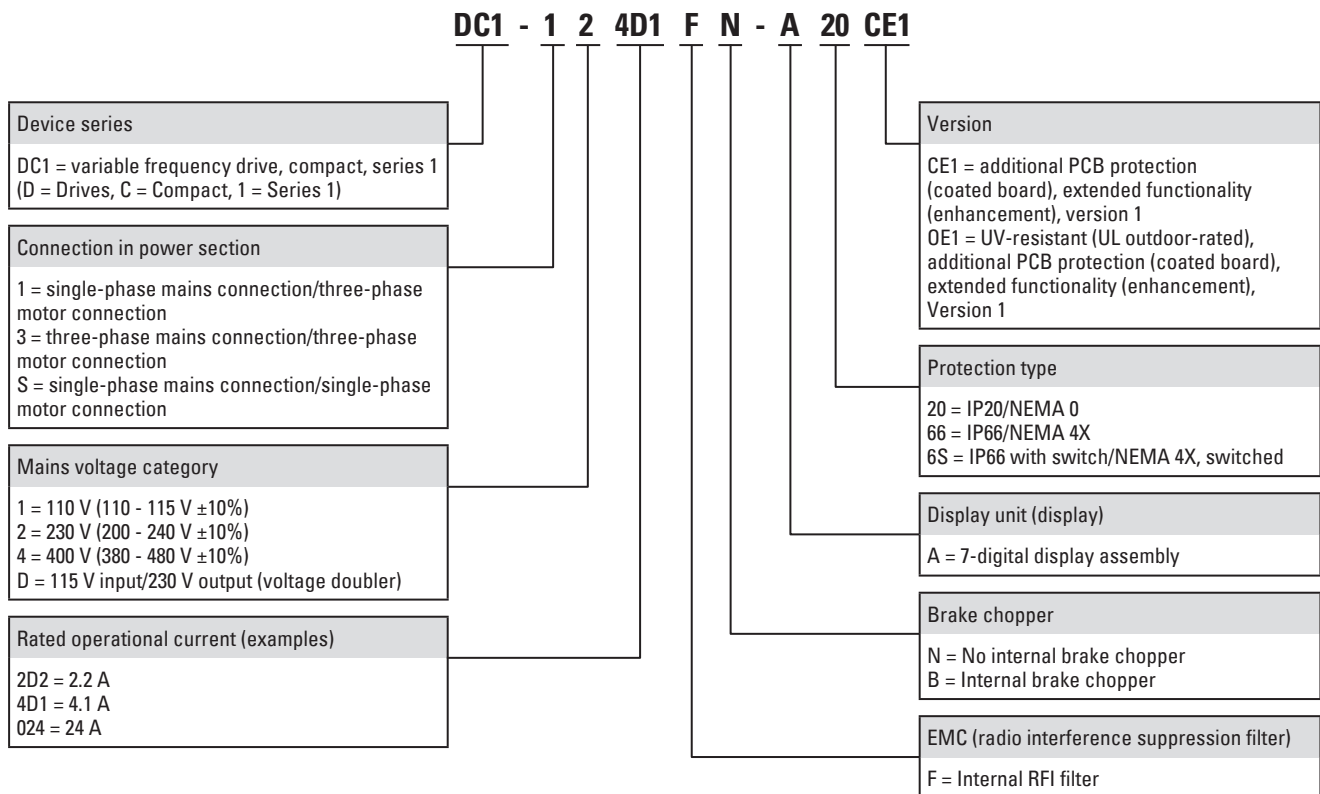 DC1 - 1 2 4D1 F N - A 20 CE1
Device series
DC1 = variable frequency drive, compact, series 1
(D = Drives, C = Compact, 1 = Series 1)
Connection in power section
1 = single-phase mains connection/three-phase
motor connection
3 = three-phase mains connection/three-phase
motor connection
S = single-phase mains connection/single-phase
motor connection
Mains voltage category
1 = 110 V (110 - 115 V ±10%)
2 = 230 V (200 - 240 V ±10%)
4 = 400 V (380 - 480 V ±10%)
D = 115 V input/230 V output (voltage doubler)
Rated operational current (examples)
2D2 = 2.2 A
4D1 = 4.1 A
024 = 24 A
Version
CE1 = additional PCB protection
(coated board), extended functionality
(enhancement), version 1
OE1 = UV-resistant (UL outdoor-rated),
additional PCB protection (coated board),
extended functionality (enhancement),
Version 1
Protection type
20 = IP20/NEMA 0
66 = IP66/NEMA 4X
6S = IP66 with switch/NEMA 4X, switched
Display unit (display)
A = 7-digital display assembly
Brake chopper
N = No internal brake chopper
B = Internal brake chopper
EMC (radio interference suppression filter)
F = Internal RFI filter